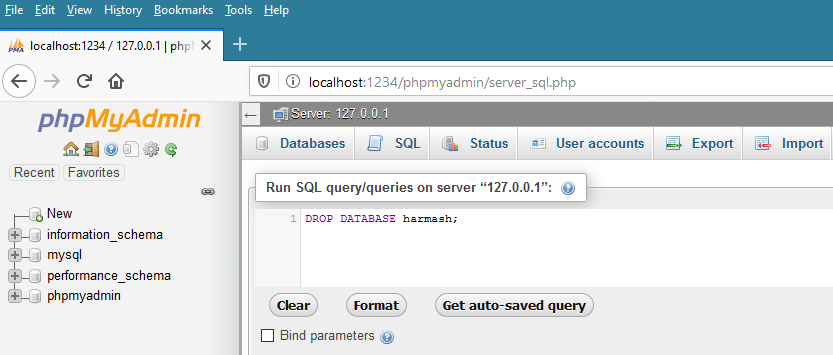 File Edit View History Bookmarks Tools Help
PMA localhost:1234 / 127.0.0.1 | phpl
localhost:1234/phpmyadmin/server_sql.php
phpMyAdmin
Server: 127.0.0.1
Databases SQL Status User accounts Export Import
Recent Favorites
Run SQL query/queries on server “127.0.0.1”:
New
information_schema
mysql
performance_schema
phpmyadmin
1 DROP DATABASE harmash;
Clear Format Get auto-saved query
Bind parameters